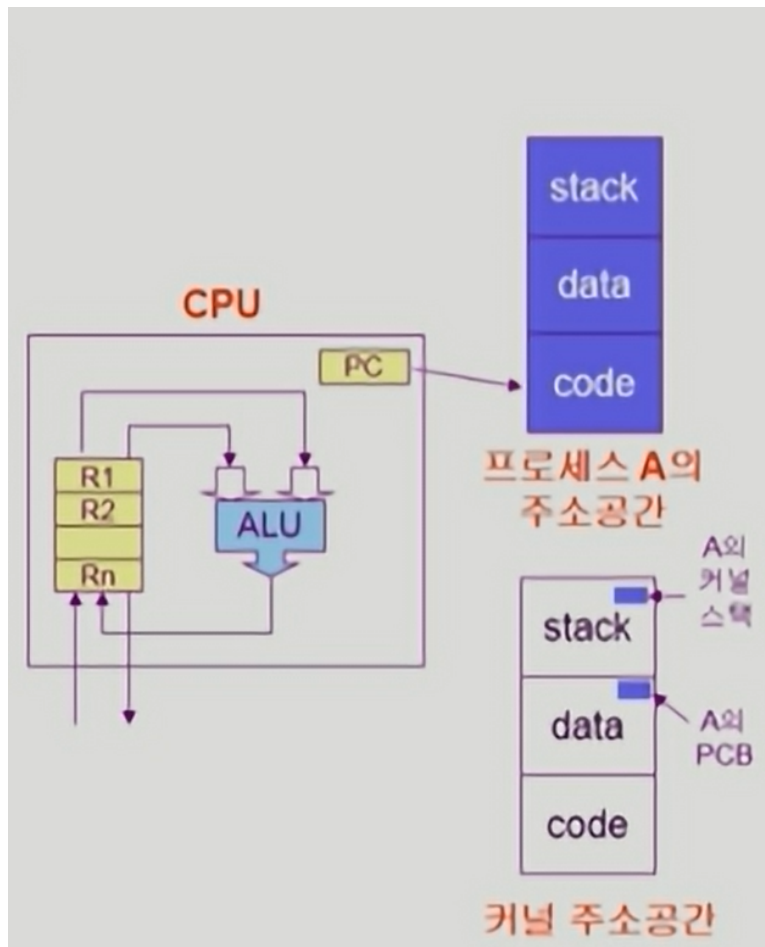 CPU
PC
R1
R2
Rn
ALU
stack
data
code
프로세스 A의
주소공간
stack
data
code
A의
커널
스택
A의
PCB
커널 주소공간